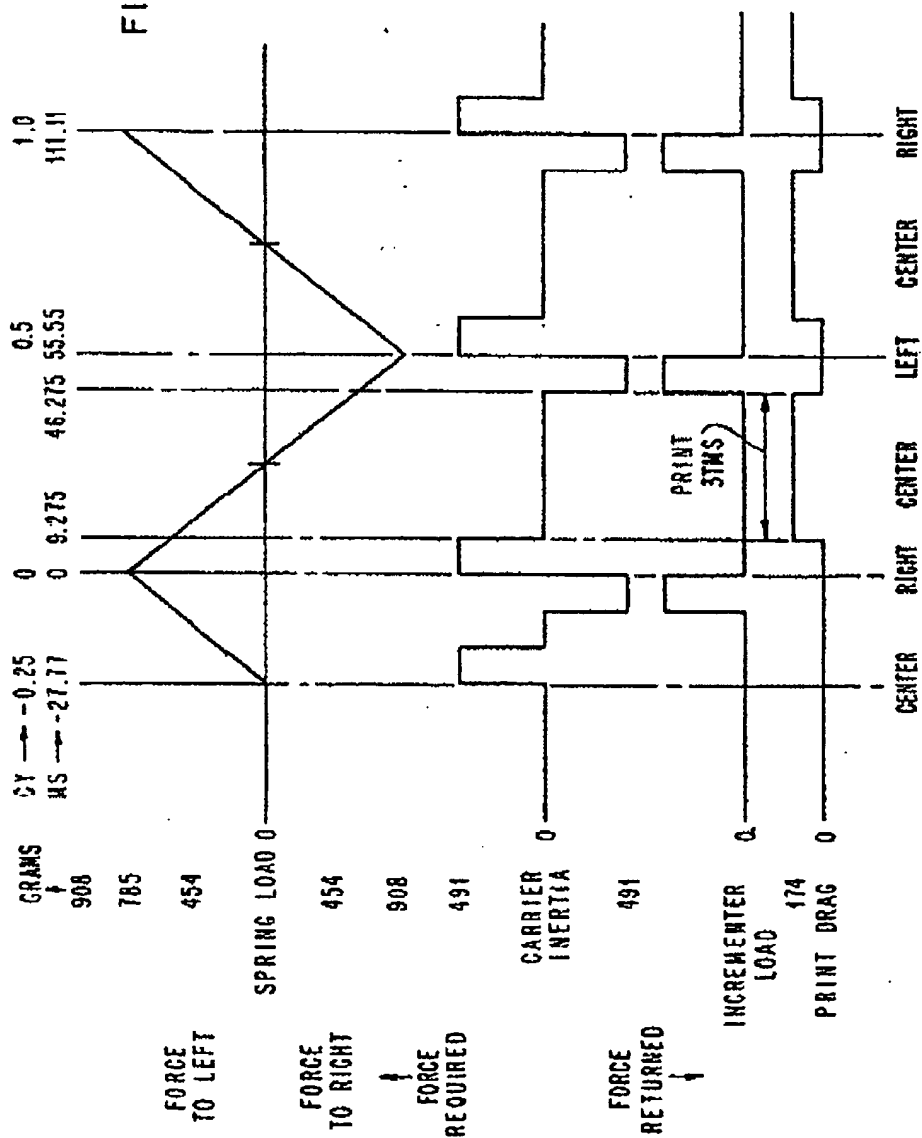 FI
CY → -0.25 0 0.5 1.0
MS → -27.77 0 9.275 46.275 55.55 111.11
GRAMS
908
785
454
SPRING LOAD 0
454
908
491
CARRIER
INERTIA
0
491
INCREMENTER
LOAD
0
174
PRINT DRAG 0
FORCE
TO LEFT
FORCE
TO RIGHT
FORCE
REQUIRED
FORCE
RETURNED
PRINT
37MS
CENTER RIGHT CENTER LEFT CENTER RIGHT